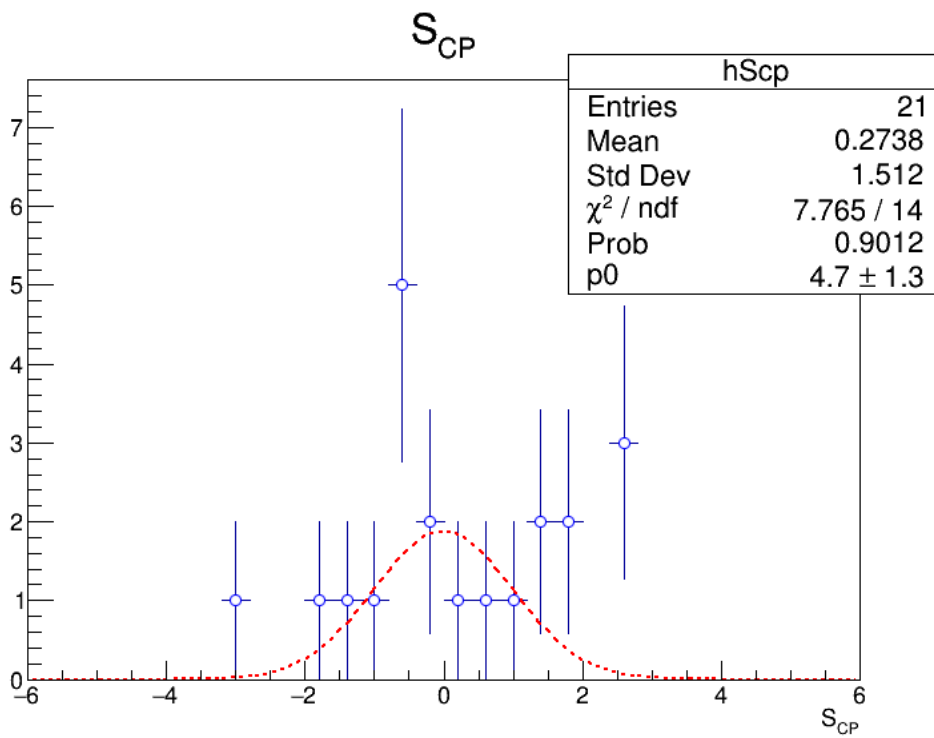 S_CP
hScp
Entries 21
Mean 0.2738
Std Dev 1.512
χ² / ndf 7.765 / 14
Prob 0.9012
p0 4.7 ± 1.3
7
6
5
4
3
2
1
0
−6 −4 −2 0 2 4 6
S_CP